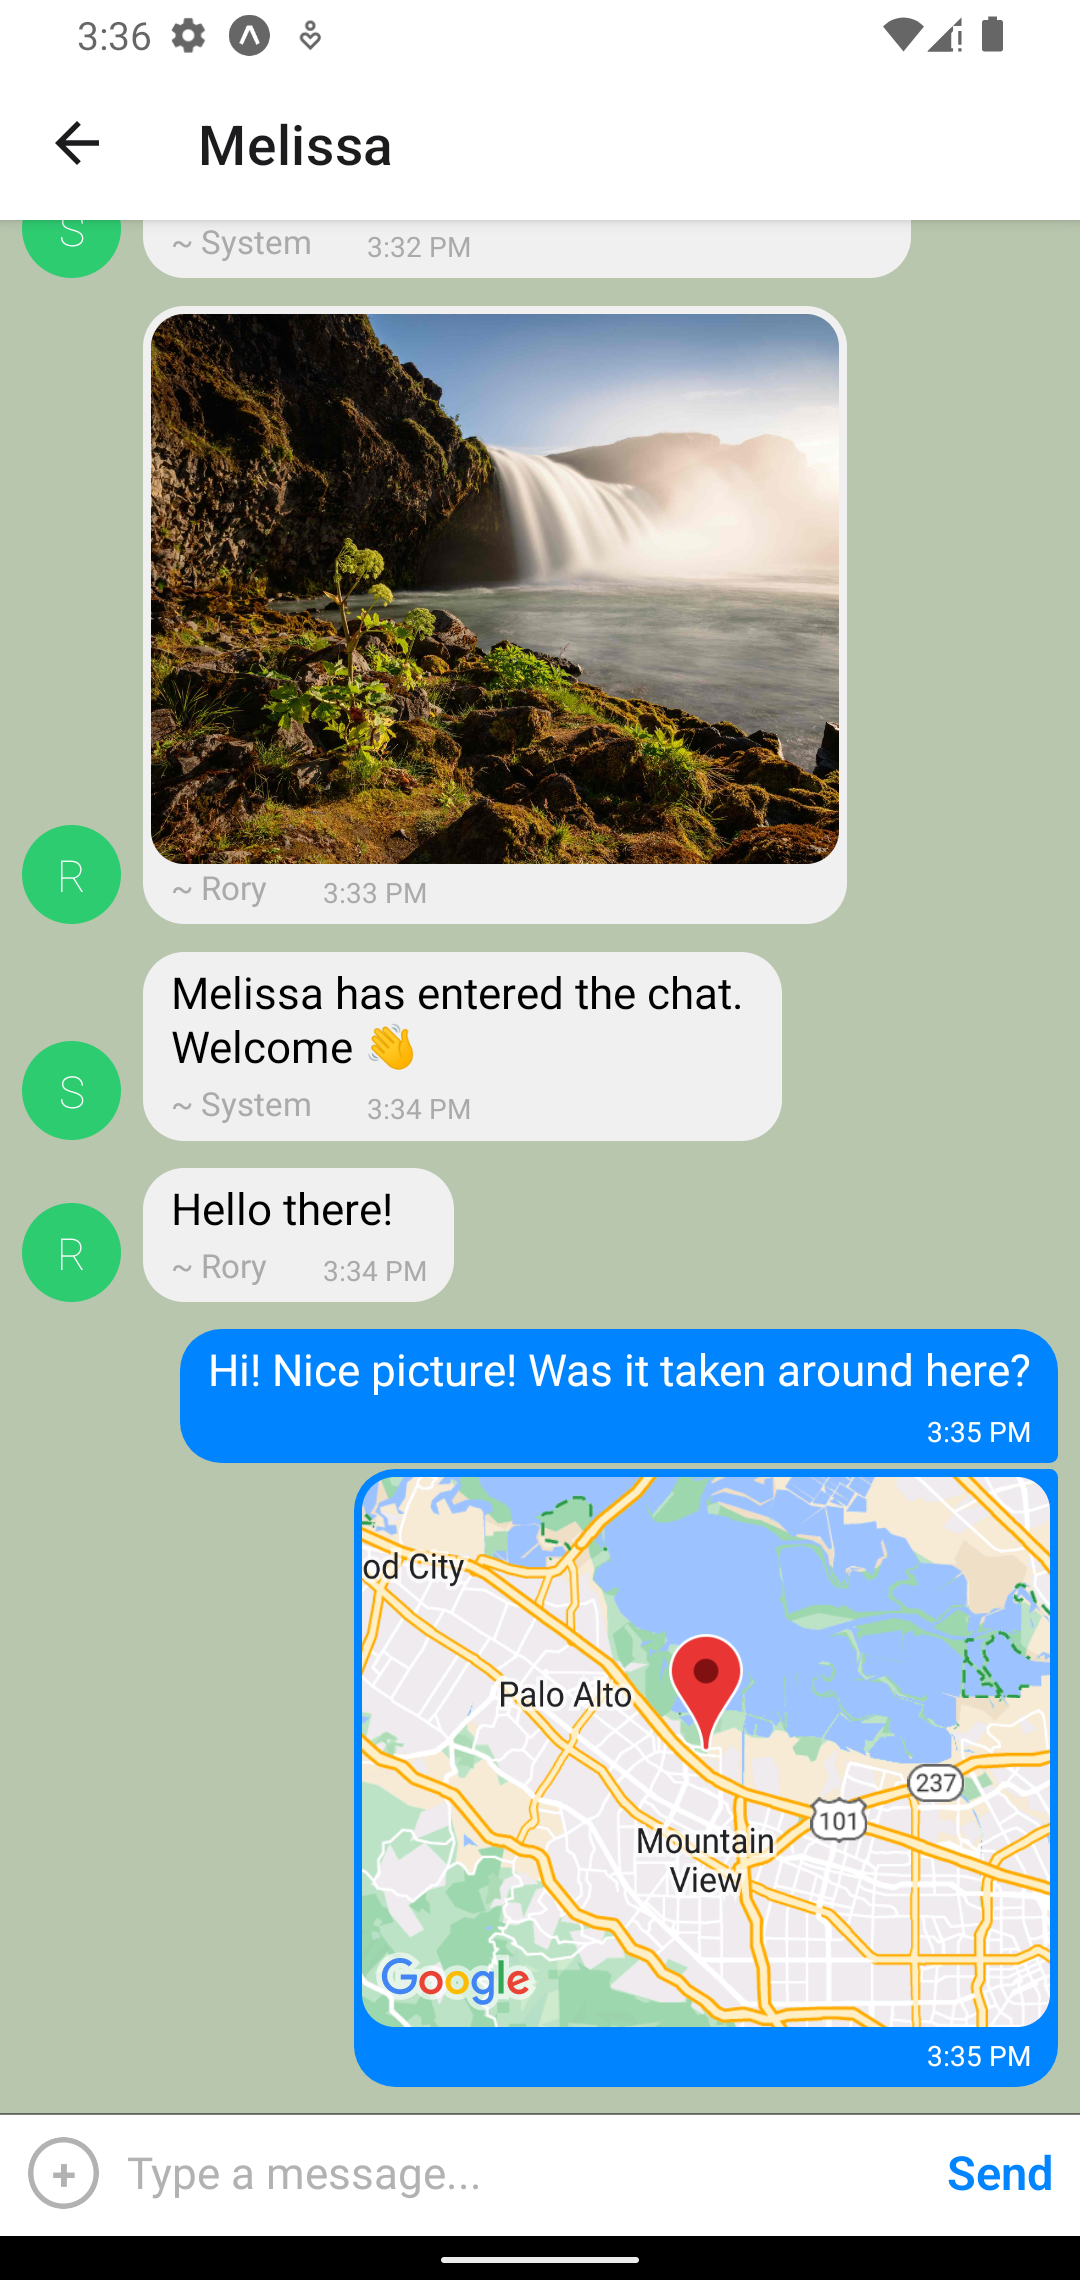 3:36
Melissa
S
~ System 3:32 PM
R
~ Rory 3:33 PM
Melissa has entered the chat.
Welcome 👋
S
~ System 3:34 PM
Hello there!
R
~ Rory 3:34 PM
Hi! Nice picture! Was it taken around here?
3:35 PM
od City
Palo Alto
237
101
Mountain
View
Google
3:35 PM
Type a message...
Send